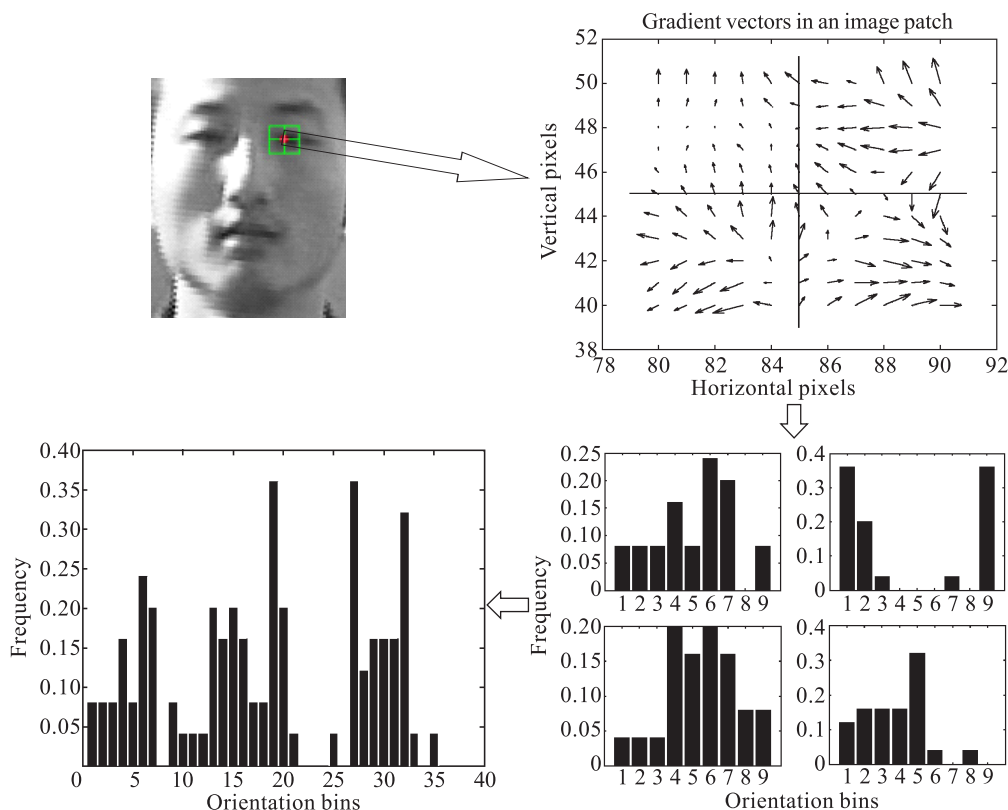 Gradient vectors in an image patch
52
50
48
46
44
42
40
38
Vertical pixels
78 80 82 84 86 88 90 92
Horizontal pixels
0.40
0.35
0.30
0.25
0.20
0.15
0.10
0.05
Frequency
0 5 10 15 20 25 30 35 40
Orientation bins
0.25
0.20
0.15
0.10
0.05
0
1 2 3 4 5 6 7 8 9
0.4
0.3
0.2
0.1
0
1 2 3 4 5 6 7 8 9
Frequency
0.20
0.15
0.10
0.05
0
1 2 3 4 5 6 7 8 9
0.4
0.3
0.2
0.1
0
1 2 3 4 5 6 7 8 9
Orientation bins